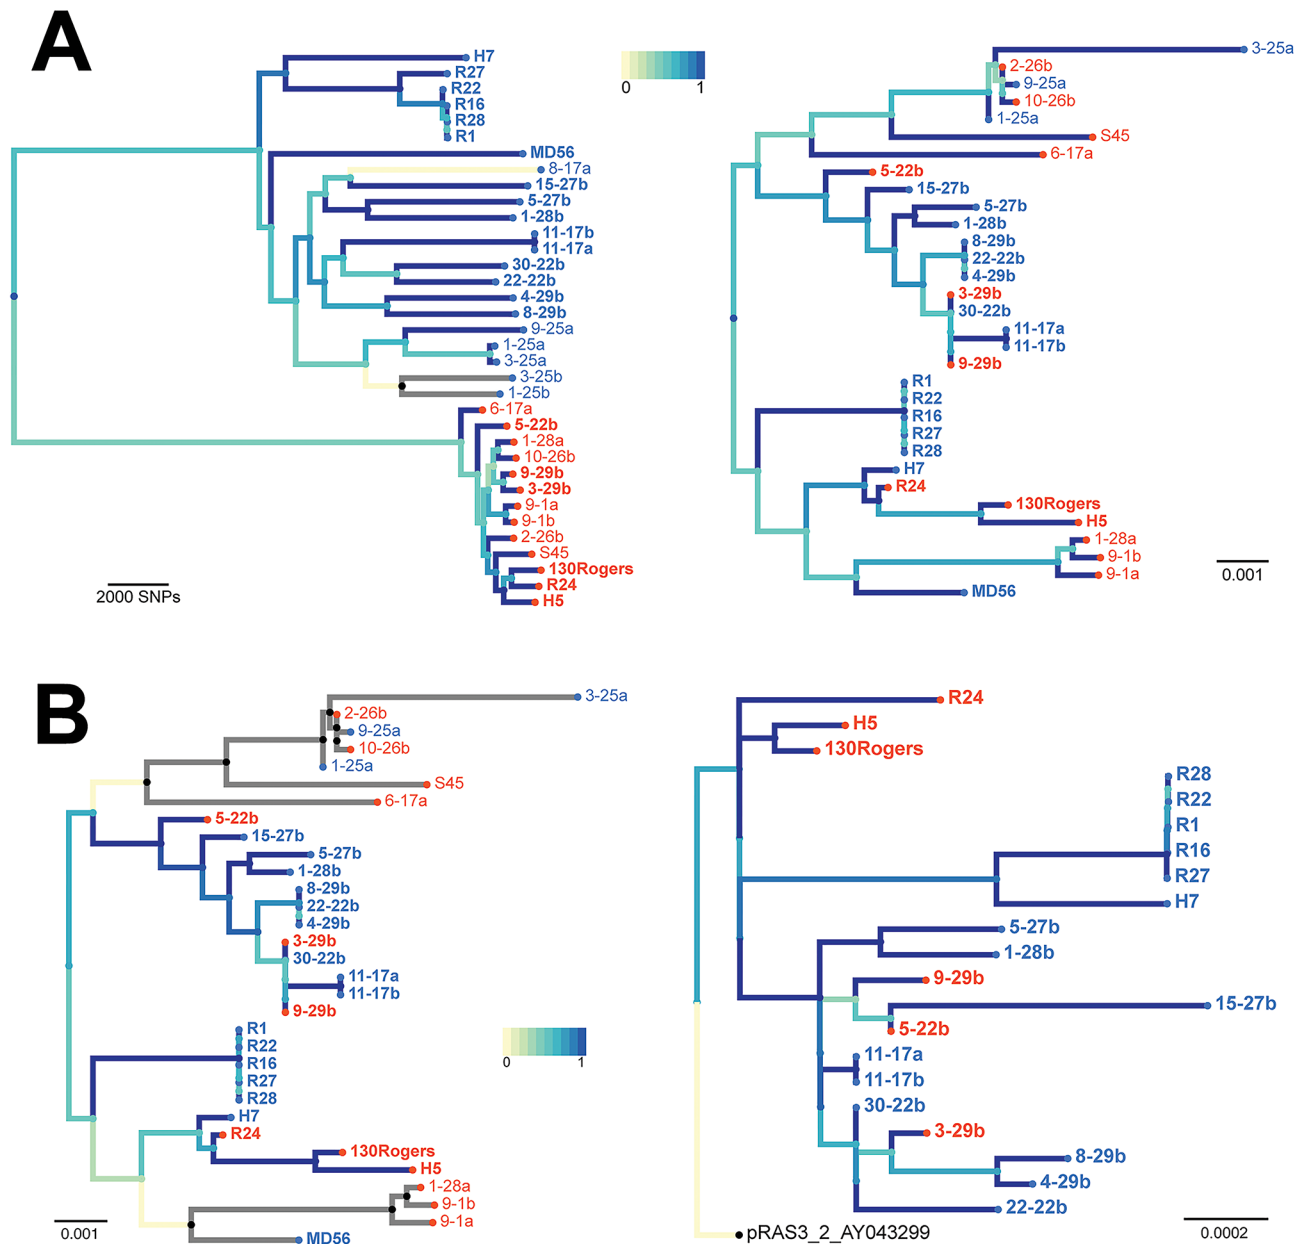 A
H7
R27
R22
R16
R28
R1
MD56
8-17a
15-27b
5-27b
1-28b
11-17b
11-17a
30-22b
22-22b
4-29b
8-29b
9-25a
1-25a
3-25a
3-25b
1-25b
6-17a
5-22b
1-28a
10-26b
9-29b
3-29b
9-1a
9-1b
2-26b
S45
130Rogers
R24
H5
2000 SNPs
0 1
3-25a
2-26b
9-25a
10-26b
1-25a
S45
6-17a
5-22b
15-27b
5-27b
1-28b
8-29b
22-22b
4-29b
3-29b
30-22b
11-17a
11-17b
9-29b
R1
R22
R16
R27
R28
H7
R24
130Rogers
H5
1-28a
9-1b
9-1a
MD56
0.001
B
3-25a
2-26b
9-25a
10-26b
1-25a
S45
6-17a
5-22b
15-27b
5-27b
1-28b
8-29b
22-22b
4-29b
3-29b
30-22b
11-17a
11-17b
9-29b
R1
R22
R16
R27
R28
H7
R24
130Rogers
H5
1-28a
9-1b
9-1a
MD56
0.001
0 1
R24
H5
130Rogers
R28
R22
R1
R16
R27
H7
5-27b
1-28b
9-29b
15-27b
5-22b
11-17a
11-17b
30-22b
3-29b
8-29b
4-29b
22-22b
pRAS3_2_AY043299
0.0002